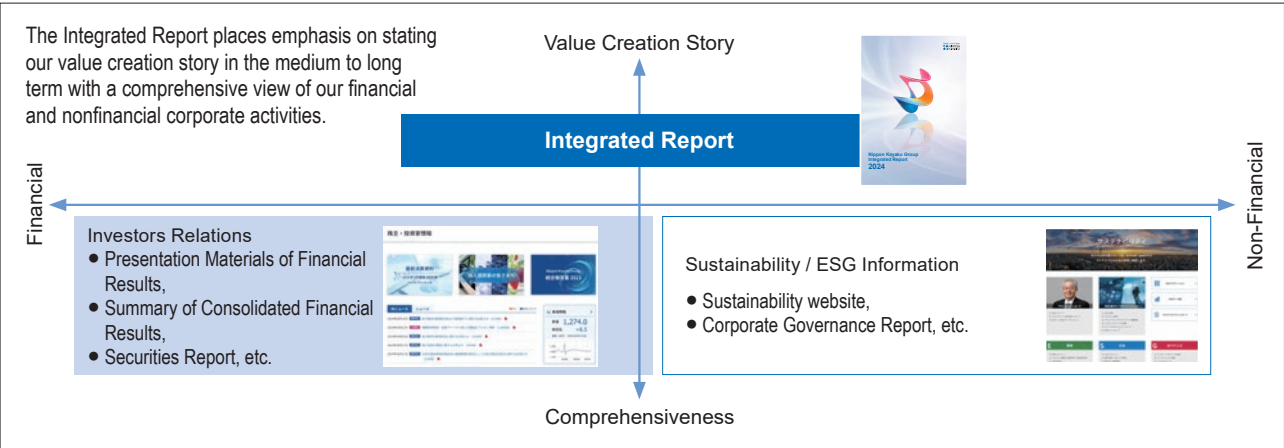 The Integrated Report places emphasis on stating
our value creation story in the medium to long
term with a comprehensive view of our financial
and nonfinancial corporate activities.
Value Creation Story
Integrated Report
Nippon Kayaku Group
Integrated Report
2024
Financial
Non-Financial
Investors Relations
● Presentation Materials of Financial
Results,
● Summary of Consolidated Financial
Results,
● Securities Report, etc.
株主・投資家情報
1,274.0
+6.5
Sustainability / ESG Information
● Sustainability website,
● Corporate Governance Report, etc.
サステナビリティ
E
S
G
Comprehensiveness